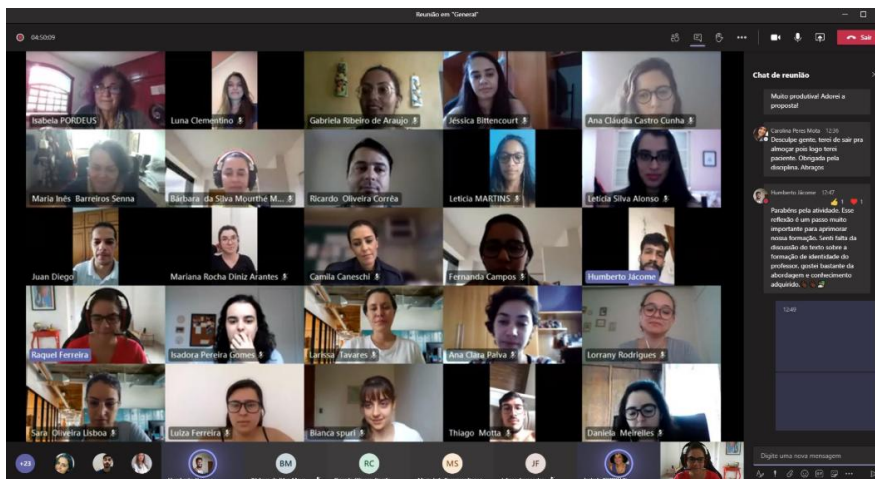 Reunião em "General"
04:50:09
Sair
Isabela PORDEUS
Luna Clementino
Gabriela Ribeiro de Araujo
Jéssica Bittencourt
Ana Cláudia Castro Cunha
Maria Inês Barreiros Senna
Bárbara da Silva Mourthe M...
Ricardo Oliveira Corrêa
Leticia MARTINS
Letícia Silva Alonso
Juan Diego
Mariana Rocha Diniz Arantes
Camila Caneschi
Fernanda Campos
Humberto Jácome
Raquel Ferreira
Isadora Pereira Gomes
Larissa Tavares
Ana Clara Paiva
Lorrany Rodrigues
Sara Oliveira Lisboa
Luiza Ferreira
Bianca spuri
Thiago Motta
Daniela Meirelles
+23
BM
RC
MS
JF
Chat de reunião
Muito produtiva! Adorei a
proposta!
Carolina Peres Mota 12:39
Desculpe gente, terei de sair pra
almoçar pois logo terei
paciente. Obrigada pela
disciplina. Abraços
Humberto Jácome 12:47
1 1
Parabéns pela atividade. Esse
reflexão é um passo muito
importante para aprimorar
nossa formação. Senti falta da
discussão do texto sobre a
formação de identidade do
professor, gostei bastante da
abordagem e conhecimento
adquirido.
12:49
Digite uma nova mensagem